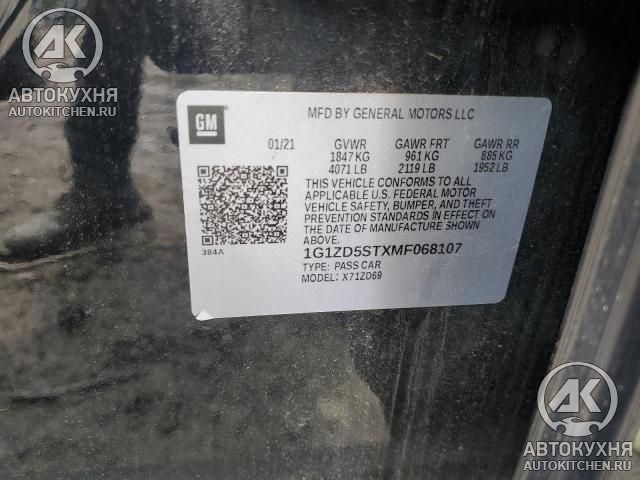 AK
АВТОКУХНЯ
AUTOKITCHEN.RU
GM
MFD BY GENERAL MOTORS LLC
01/21 GVWR GAWR FRT GAWR RR
1847 KG 961 KG 885 KG
4071 LB 2119 LB 1952 LB
THIS VEHICLE CONFORMS TO ALL
APPLICABLE U.S. FEDERAL MOTOR
VEHICLE SAFETY, BUMPER, AND THEFT
PREVENTION STANDARDS IN EFFECT ON
THE DATE OF MANUFACTURE SHOWN
ABOVE.
384A
1G1ZD5STXMF068107
TYPE: PASS CAR
MODEL: X71ZD69
AK
АВТОКУХНЯ
AUTOKITCHEN.RU